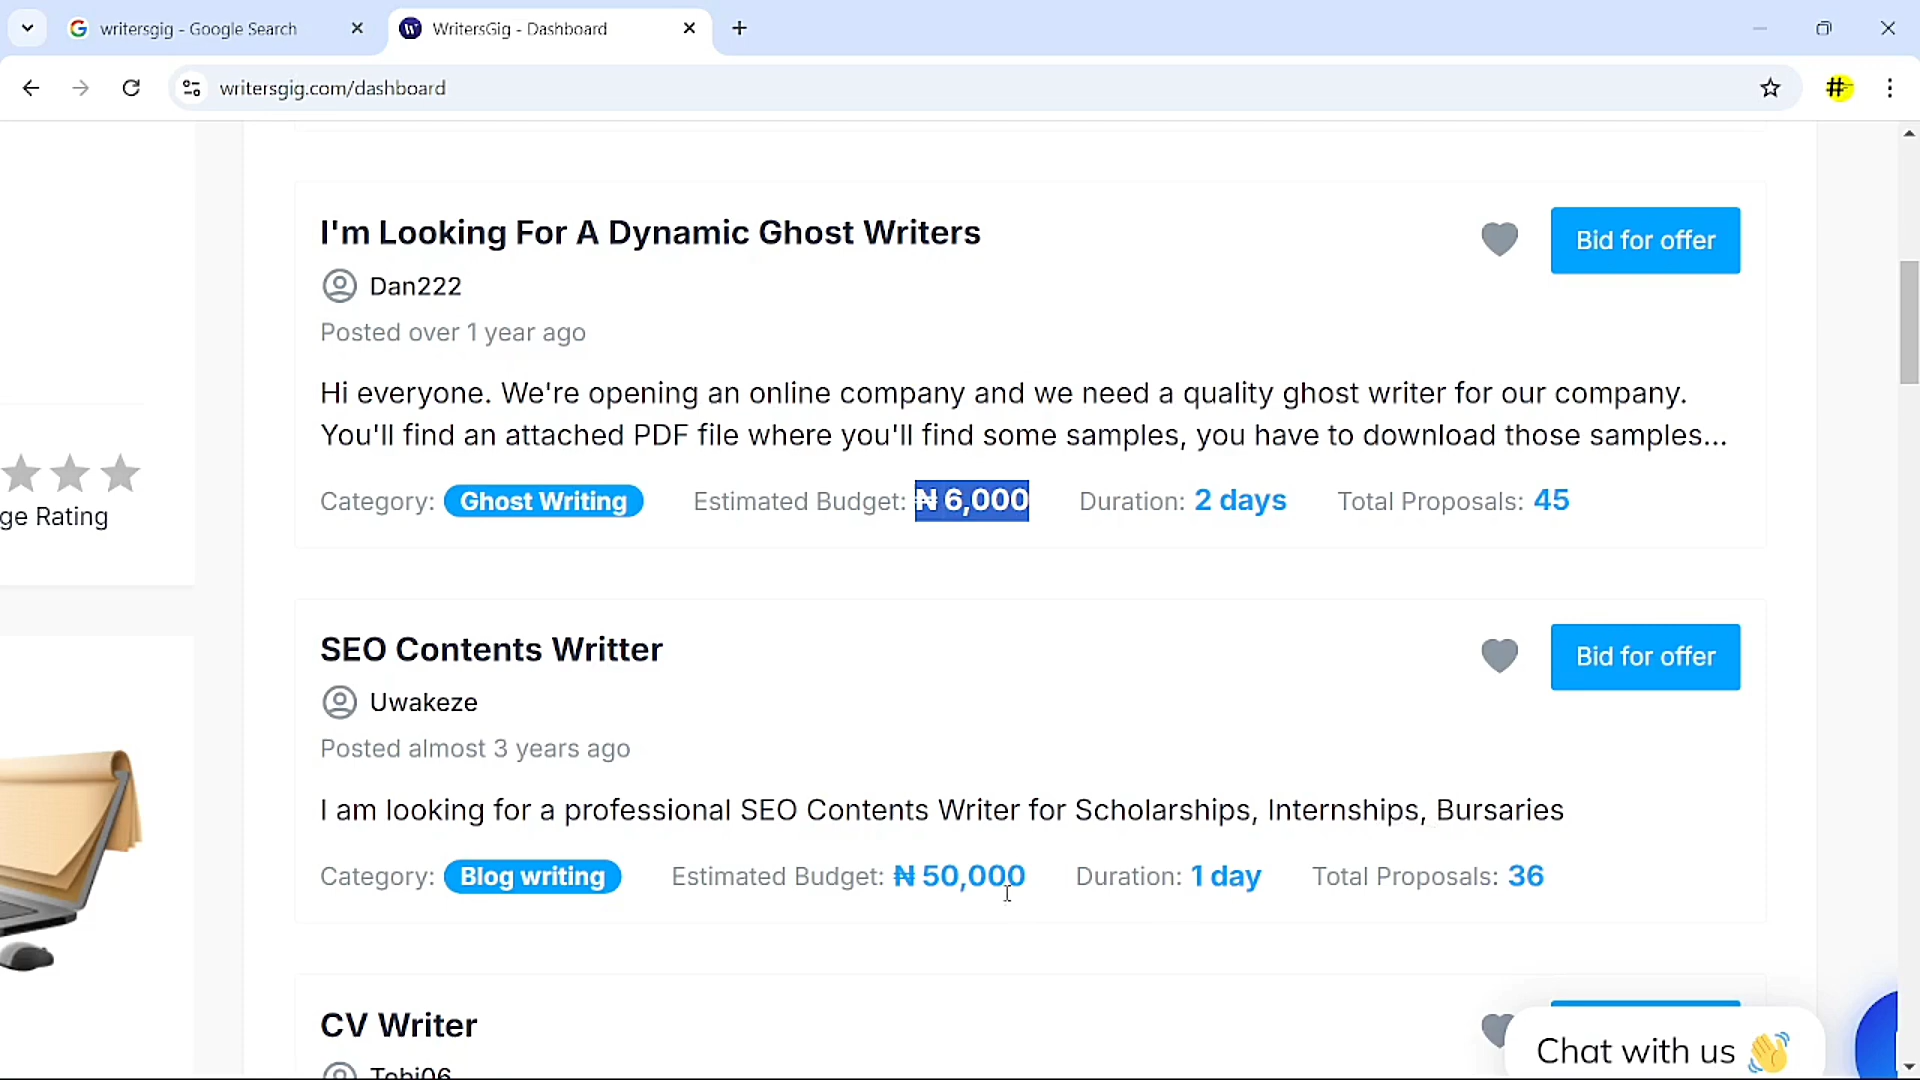 writersgig - Google Search
WritersGig - Dashboard
writersgig.com/dashboard
I'm Looking For A Dynamic Ghost Writers
Bid for offer
Dan222
Posted over 1 year ago
Hi everyone. We're opening an online company and we need a quality ghost writer for our company.
You'll find an attached PDF file where you'll find some samples, you have to download those samples...
Category: Ghost Writing Estimated Budget: ₦ 6,000 Duration: 2 days Total Proposals: 45
ge Rating
SEO Contents Writter
Bid for offer
Uwakeze
Posted almost 3 years ago
I am looking for a professional SEO Contents Writer for Scholarships, Internships, Bursaries
Category: Blog writing Estimated Budget: ₦ 50,000 Duration: 1 day Total Proposals: 36
CV Writer
Tobi06
Chat with us 👋